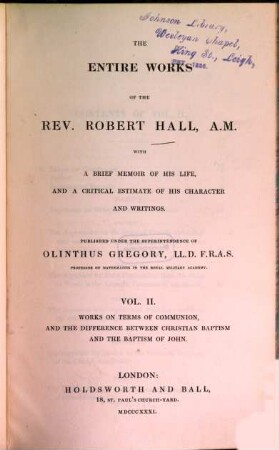 Johnson Library,
Wesleyan Chapel,
King St., Leigh,
THE
ENTIRE WORKS
OF THE
REV. ROBERT HALL, A.M.
WITH
A BRIEF MEMOIR OF HIS LIFE,
AND A CRITICAL ESTIMATE OF HIS CHARACTER
AND WRITINGS.
PUBLISHED UNDER THE SUPERINTENDENCE OF
OLINTHUS GREGORY, LL.D. F.R.A.S.
PROFESSOR OF MATHEMATICS IN THE ROYAL MILITARY ACADEMY.
VOL. II.
WORKS ON TERMS OF COMMUNION,
AND THE DIFFERENCE BETWEEN CHRISTIAN BAPTISM
AND THE BAPTISM OF JOHN.
LONDON:
HOLDSWORTH AND BALL,
18, ST. PAUL'S CHURCH-YARD.
MDCCCXXXI.